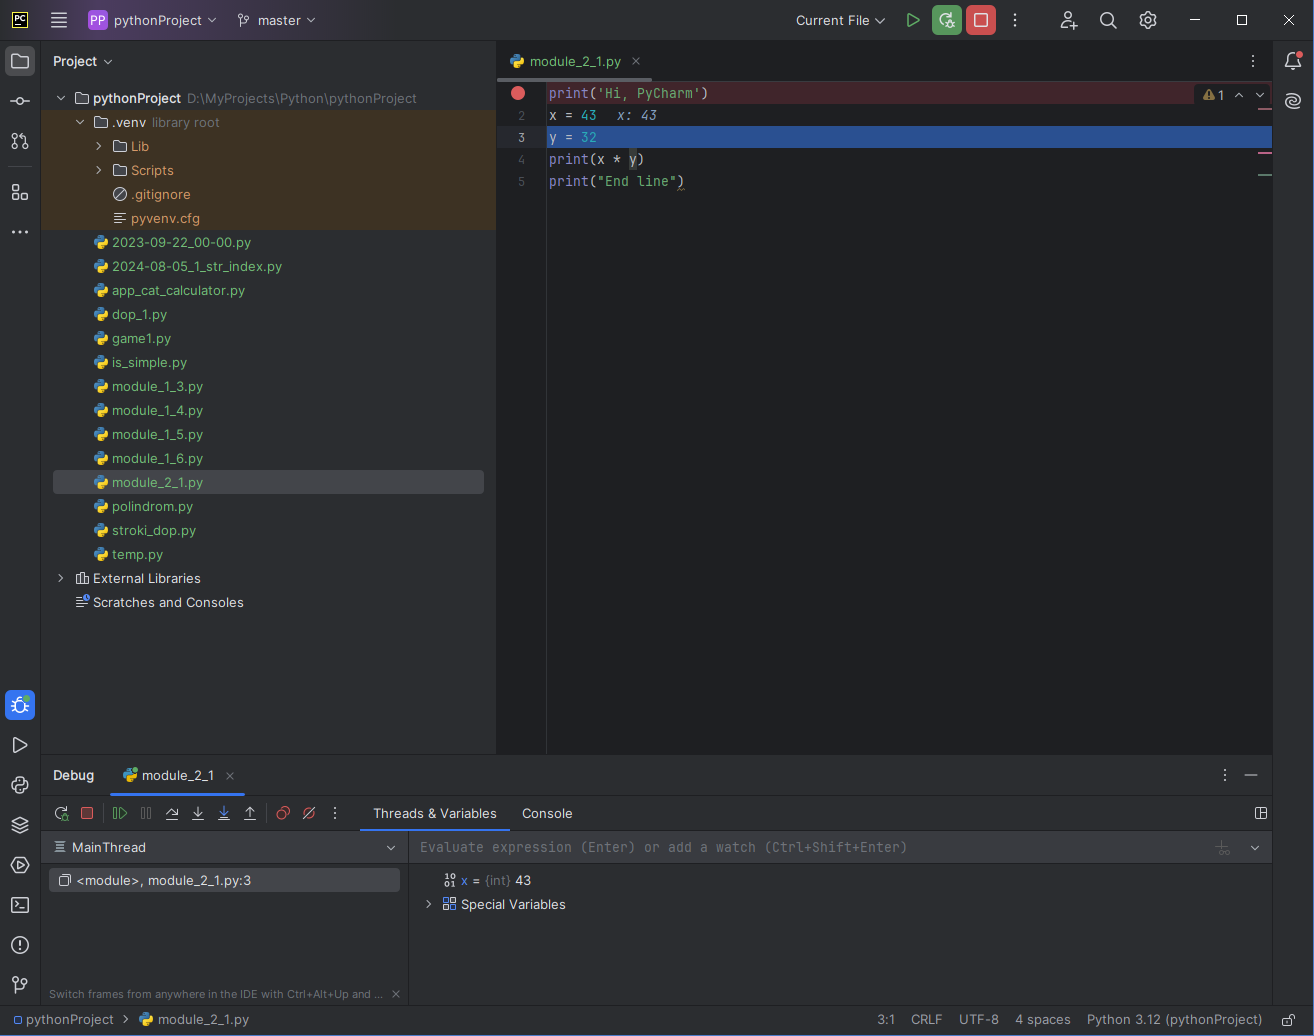 PC PP pythonProject master Current File
Project
module_2_1.py
pythonProject D:\MyProjects\Python\pythonProject
.venv library root
Lib
Scripts
.gitignore
pyvenv.cfg
2023-09-22_00-00.py
2024-08-05_1_str_index.py
app_cat_calculator.py
dop_1.py
game1.py
is_simple.py
module_1_3.py
module_1_4.py
module_1_5.py
module_1_6.py
module_2_1.py
polindrom.py
stroki_dop.py
temp.py
External Libraries
Scratches and Consoles
print('Hi, PyCharm')
1
2 x = 43 x: 43
3 y = 32
4 print(x * y)
5 print("End line")
Debug module_2_1
Threads & Variables Console
MainThread
Evaluate expression (Enter) or add a watch (Ctrl+Shift+Enter)
<module>, module_2_1.py:3
10
01 x = {int} 43
Special Variables
Switch frames from anywhere in the IDE with Ctrl+Alt+Up and ...
pythonProject module_2_1.py
3:1 CRLF UTF-8 4 spaces Python 3.12 (pythonProject)